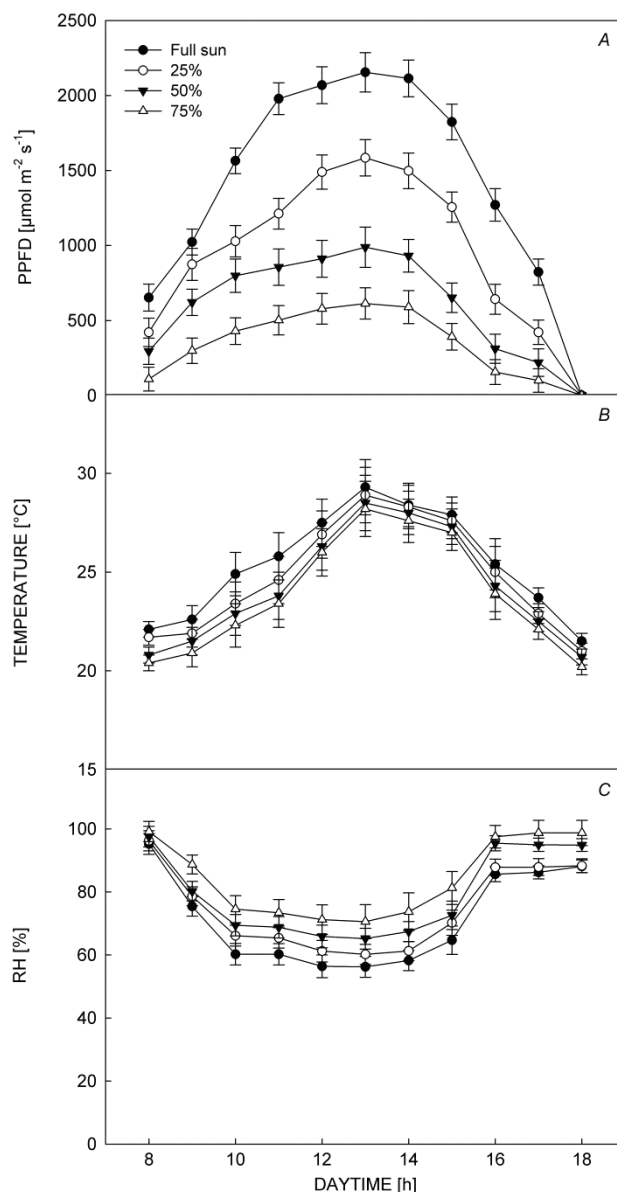 2500
2000
1500
1000
500
0
PPFD [µmol m⁻² s⁻¹]
A
Full sun
25%
50%
75%
30
25
20
15
TEMPERATURE [°C]
B
100
80
60
40
20
0
RH [%]
C
8 10 12 14 16 18
DAYTIME [h]